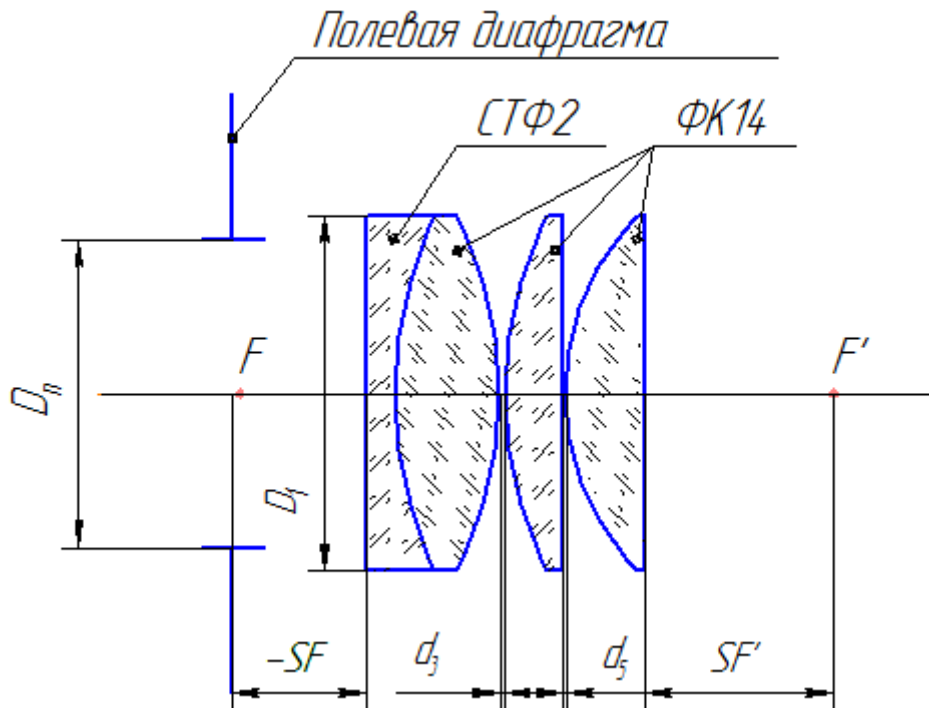 Полевая диафрагма
СТФ2
ФК14
F
F'
Dп
D1
-SF
d3
d5
SF'